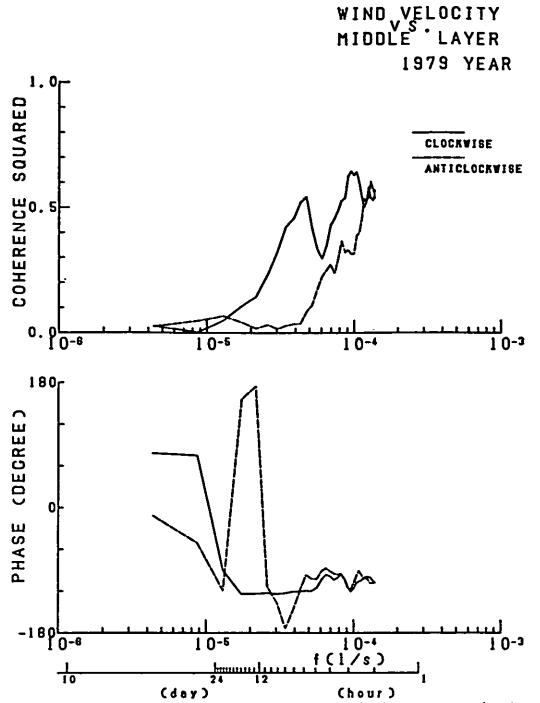 WIND VELOCITY
VS.
MIDDLE LAYER
1979 YEAR
1.0
0.5
0.0
COHERENCE SQUARED
CLOCKWISE
ANTICLOCKWISE
10-6
10-5
10-4
10-3
180
0
-180
PHASE (DEGREE)
10-6
10-5
10-4
10-3
f(1/s)
10
24
12
1
(day)
(hour)